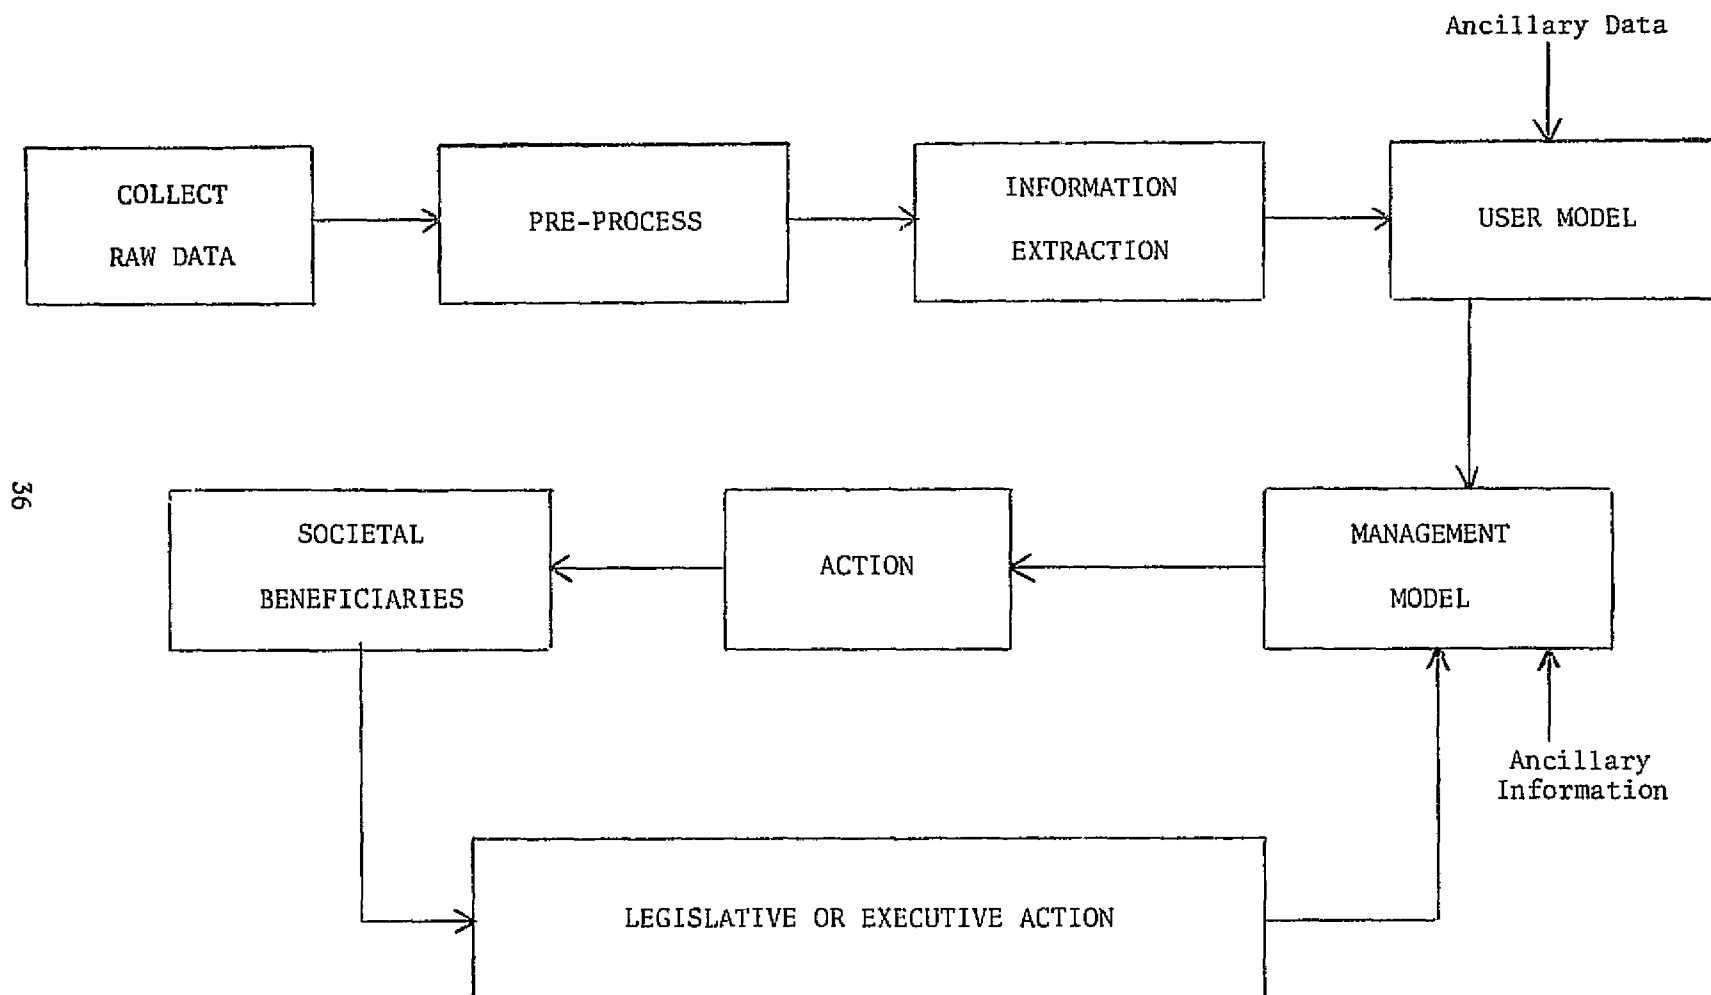 Ancillary Data
COLLECT
RAW DATA
PRE-PROCESS
INFORMATION
EXTRACTION
USER MODEL
36
SOCIETAL
BENEFICIARIES
ACTION
MANAGEMENT
MODEL
Ancillary
Information
LEGISLATIVE OR EXECUTIVE ACTION